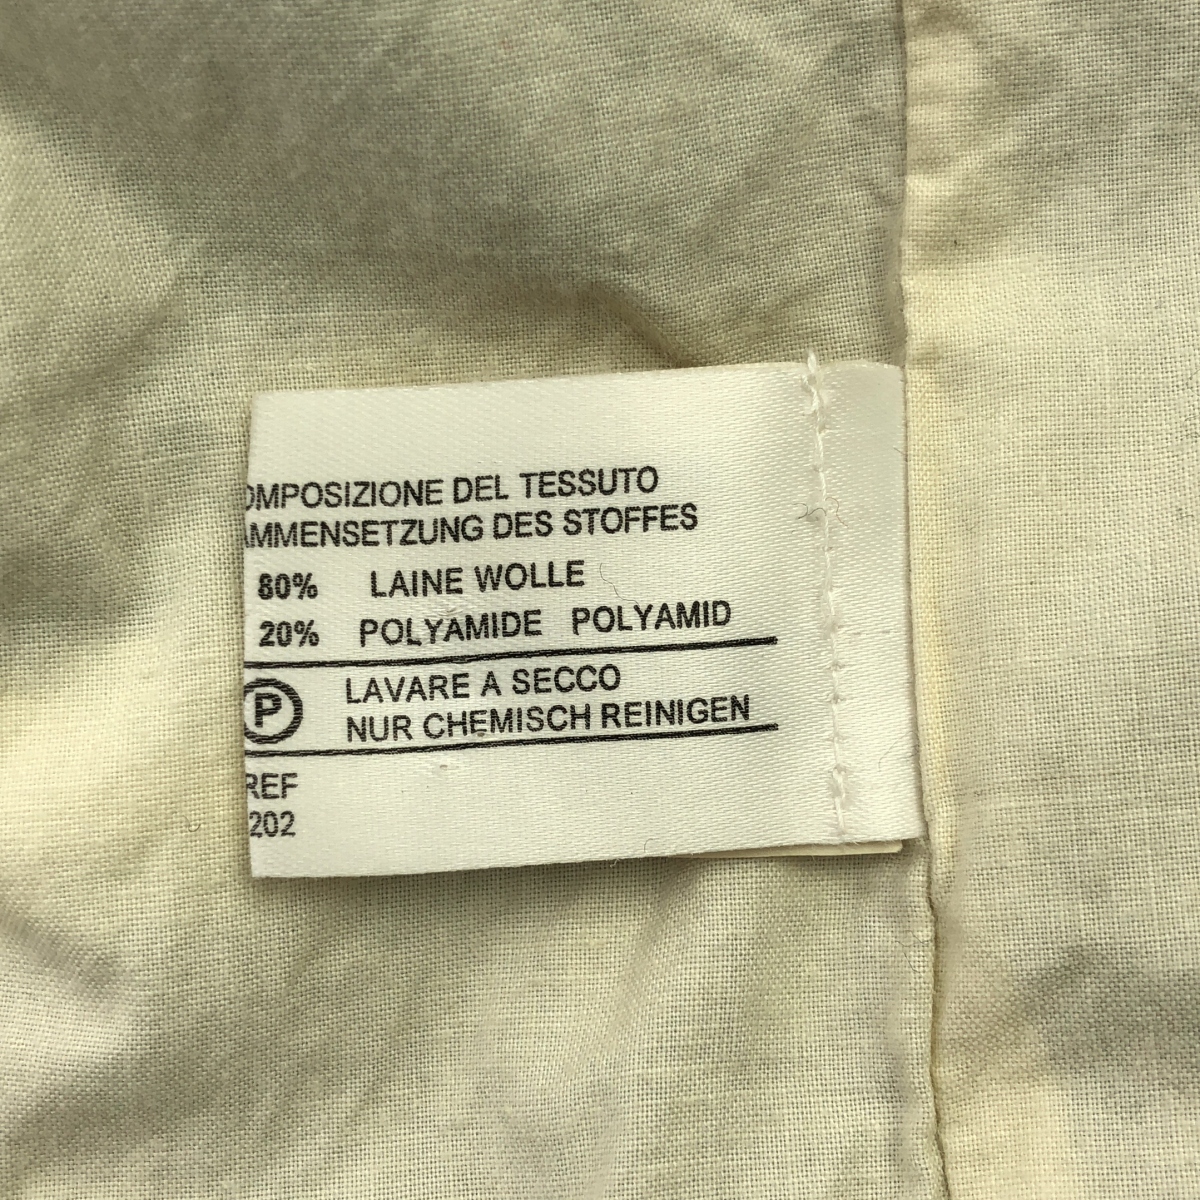 OMPOSIZIONE DEL TESSUTO
AMMENSETZUNG DES STOFFES
80% LAINE WOLLE
20% POLYAMIDE POLYAMID
P LAVARE A SECCO
NUR CHEMISCH REINIGEN
REF
202